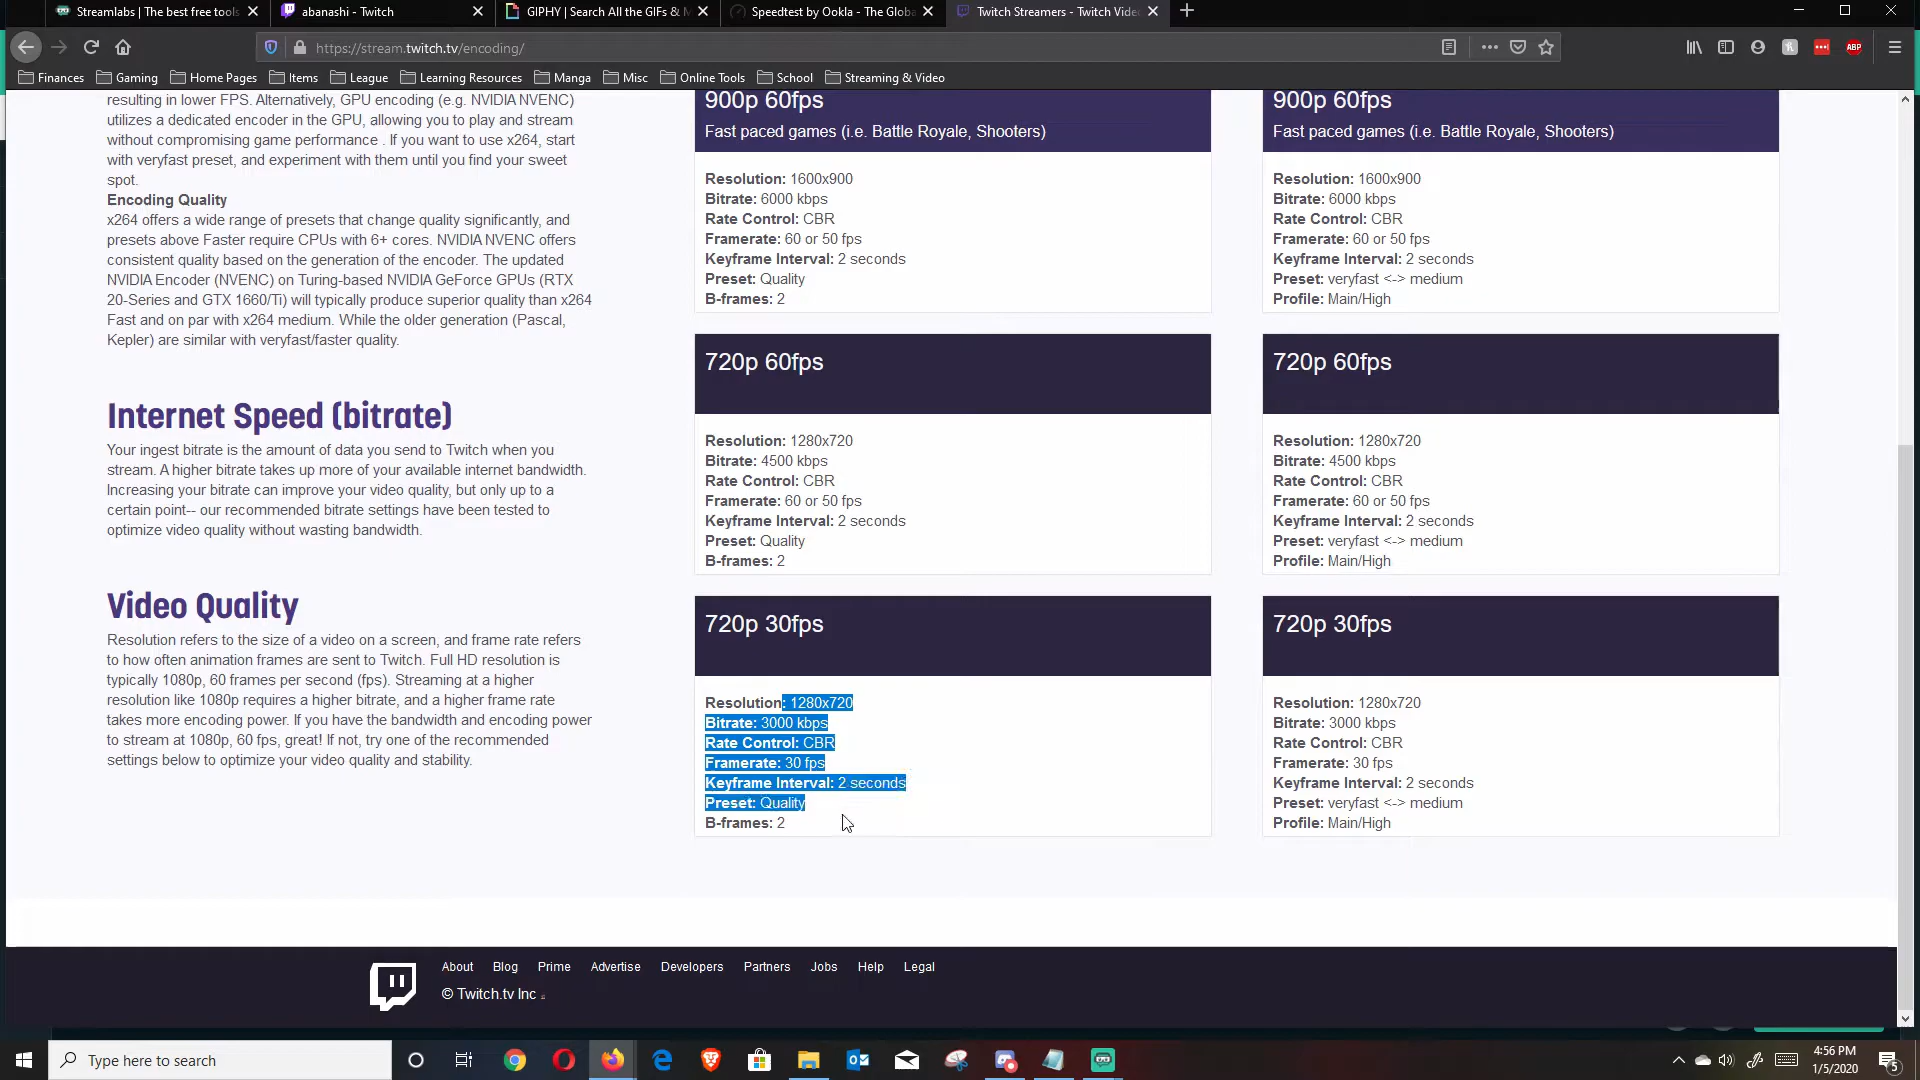 Streamlabs | The best free tools
abanashi - Twitch
GIPHY | Search All the GIFs & M
Speedtest by Ookla - The Globa
Twitch Streamers - Twitch Vide
https://stream.twitch.tv/encoding/
ABP
Finances
Gaming
Home Pages
Items
League
Learning Resources
Manga
Misc
Online Tools
School
Streaming & Video
resulting in lower FPS. Alternatively, GPU encoding (e.g. NVIDIA NVENC)
utilizes a dedicated encoder in the GPU, allowing you to play and stream
without compromising game performance . If you want to use x264, start
with veryfast preset, and experiment with them until you find your sweet
spot.
Encoding Quality
x264 offers a wide range of presets that change quality significantly, and
presets above Faster require CPUs with 6+ cores. NVIDIA NVENC offers
consistent quality based on the generation of the encoder. The updated
NVIDIA Encoder (NVENC) on Turing-based NVIDIA GeForce GPUs (RTX
20-Series and GTX 1660/Ti) will typically produce superior quality than x264
Fast and on par with x264 medium. While the older generation (Pascal,
Kepler) are similar with veryfast/faster quality.
Internet Speed (bitrate)
Your ingest bitrate is the amount of data you send to Twitch when you
stream. A higher bitrate takes up more of your available internet bandwidth.
Increasing your bitrate can improve your video quality, but only up to a
certain point-- our recommended bitrate settings have been tested to
optimize video quality without wasting bandwidth.
Video Quality
Resolution refers to the size of a video on a screen, and frame rate refers
to how often animation frames are sent to Twitch. Full HD resolution is
typically 1080p, 60 frames per second (fps). Streaming at a higher
resolution like 1080p requires a higher bitrate, and a higher frame rate
takes more encoding power. If you have the bandwidth and encoding power
to stream at 1080p, 60 fps, great! If not, try one of the recommended
settings below to optimize your video quality and stability.
900p 60fps
Fast paced games (i.e. Battle Royale, Shooters)
Resolution: 1600x900
Bitrate: 6000 kbps
Rate Control: CBR
Framerate: 60 or 50 fps
Keyframe Interval: 2 seconds
Preset: Quality
B-frames: 2
720p 60fps
Resolution: 1280x720
Bitrate: 4500 kbps
Rate Control: CBR
Framerate: 60 or 50 fps
Keyframe Interval: 2 seconds
Preset: Quality
B-frames: 2
720p 30fps
Resolution: 1280x720
Bitrate: 3000 kbps
Rate Control: CBR
Framerate: 30 fps
Keyframe Interval: 2 seconds
Preset: Quality
B-frames: 2
900p 60fps
Fast paced games (i.e. Battle Royale, Shooters)
Resolution: 1600x900
Bitrate: 6000 kbps
Rate Control: CBR
Framerate: 60 or 50 fps
Keyframe Interval: 2 seconds
Preset: veryfast <-> medium
Profile: Main/High
720p 60fps
Resolution: 1280x720
Bitrate: 4500 kbps
Rate Control: CBR
Framerate: 60 or 50 fps
Keyframe Interval: 2 seconds
Preset: veryfast <-> medium
Profile: Main/High
720p 30fps
Resolution: 1280x720
Bitrate: 3000 kbps
Rate Control: CBR
Framerate: 30 fps
Keyframe Interval: 2 seconds
Preset: veryfast <-> medium
Profile: Main/High
About
Blog
Prime
Advertise
Developers
Partners
Jobs
Help
Legal
© Twitch.tv Inc .
Type here to search
4:56 PM
1/5/2020
5